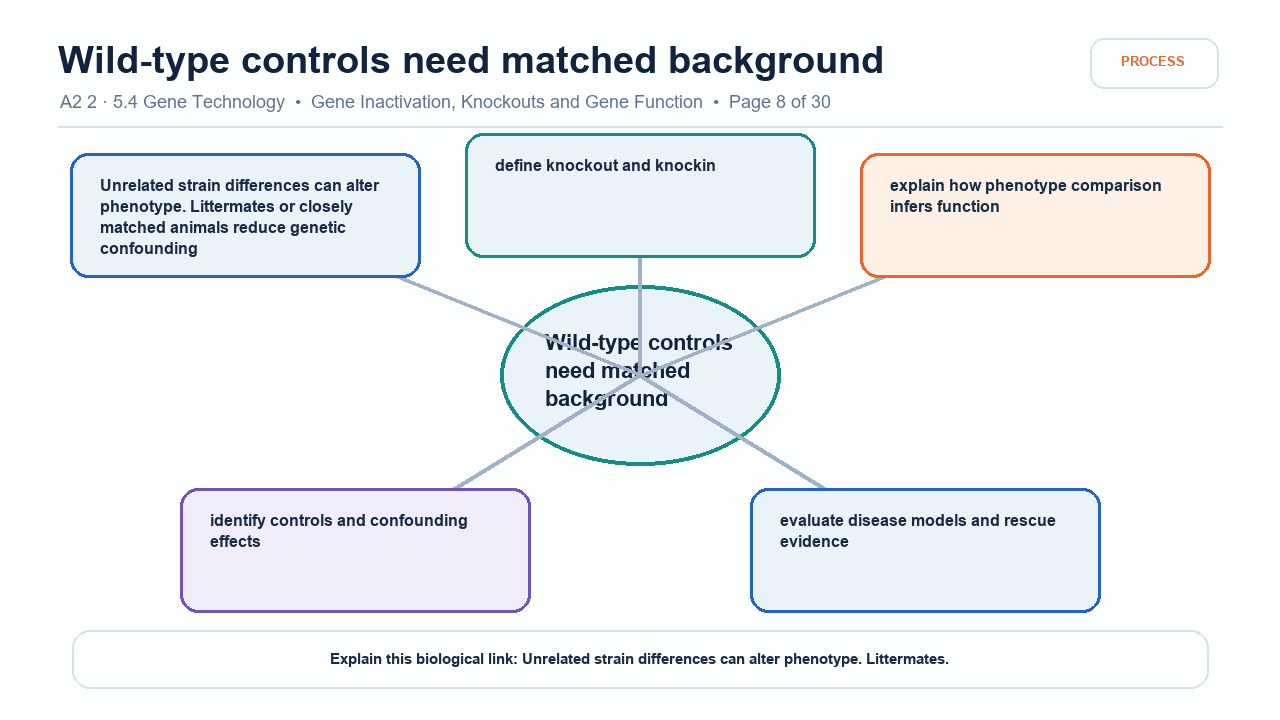 Wild-type controls need matched background
PROCESS
A2 2 · 5.4 Gene Technology • Gene Inactivation, Knockouts and Gene Function • Page 8 of 30
Unrelated strain differences can alter
phenotype. Littermates or closely
matched animals reduce genetic
confounding
define knockout and knockin
explain how phenotype comparison
infers function
Wild-type controls
need matched
background
identify controls and confounding
effects
evaluate disease models and rescue
evidence
Explain this biological link: Unrelated strain differences can alter phenotype. Littermates.